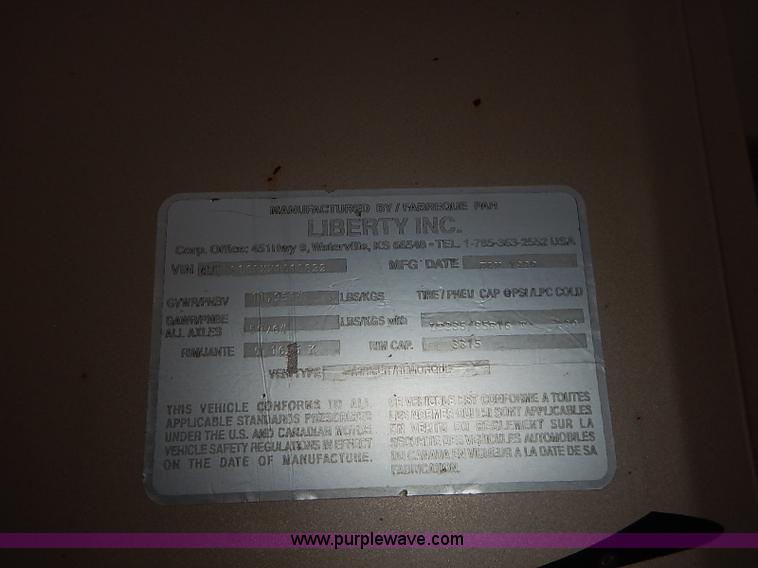 MANUFACTURED BY / FABRIQUE PAR
LIBERTY INC.
Corp. Office: 451 Hwy 9, Waterville, KS 66548 - TEL. 1-785-363-2552 USA
VIN MFG DATE
GVWR/PNBV LBS/KGS TIRE / PNEU CAP @ PSI/LPC COLD
GAWR/PNBE
ALL AXLES LBS/KGS with
RIM/JANTE RIM CAP. 3615
VEH/TYPE
THIS VEHICLE CONFORMS TO ALL
APPLICABLE STANDARDS PRESCRIBED
UNDER THE U.S. AND CANADIAN MOTOR
VEHICLE SAFETY REGULATIONS IN EFFECT
ON THE DATE OF MANUFACTURE.
CE VEHICULE EST CONFORME A TOUTES
LES NORMES QUI LUI SONT APPLICABLES
EN VERTU DU REGLEMENT SUR LA
SECURITE DES VEHICULES AUTOMOBILES
DU CANADA EN VIGUEUR A LA DATE DE SA
FABRICATION.
www.purplewave.com